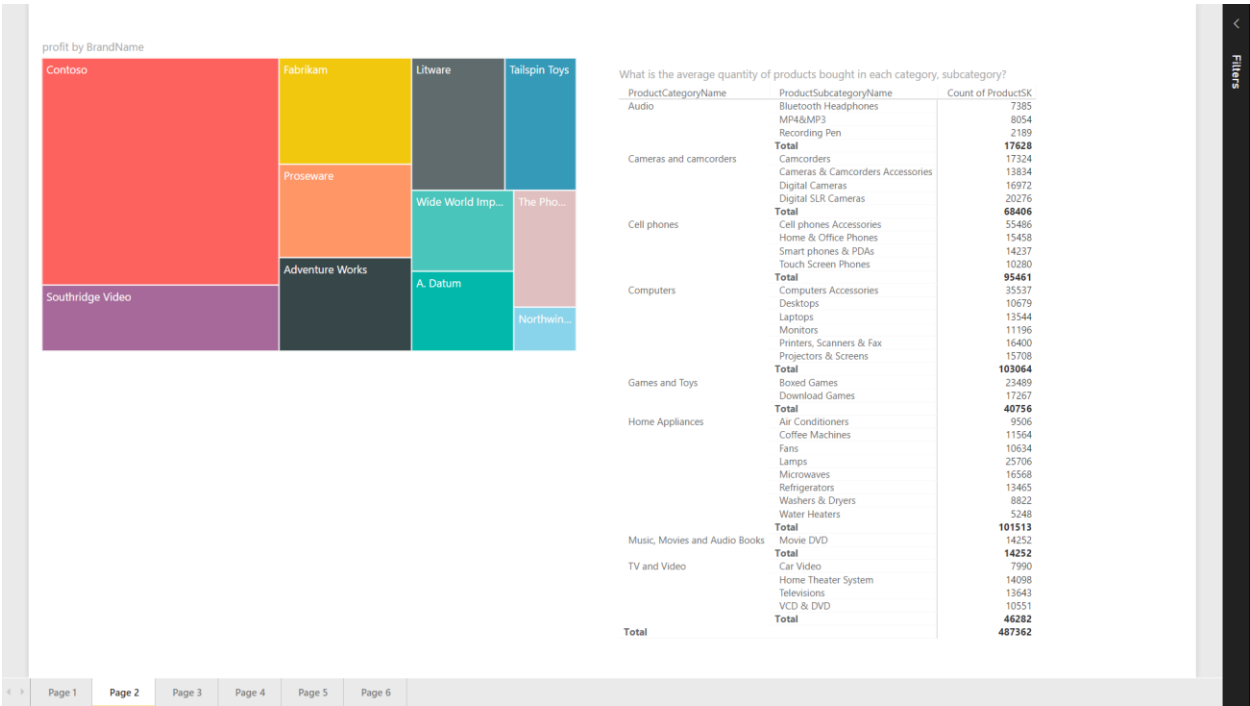 profit by BrandName
Contoso
Fabrikam
Litware
Tailspin Toys
Proseware
Wide World Imp...
The Pho...
Adventure Works
A. Datum
Southridge Video
Northwin...
What is the average quantity of products bought in each category, subcategory?
ProductCategoryName ProductSubcategoryName Count of ProductSK
Audio Bluetooth Headphones 7385
MP4&MP3 8054
Recording Pen 2189
Total 17628
Cameras and camcorders Camcorders 17324
Cameras & Camcorders Accessories 13834
Digital Cameras 16972
Digital SLR Cameras 20276
Total 68406
Cell phones Cell phones Accessories 55486
Home & Office Phones 15458
Smart phones & PDAs 14237
Touch Screen Phones 10280
Total 95461
Computers Computers Accessories 35537
Desktops 10679
Laptops 13544
Monitors 11196
Printers, Scanners & Fax 16400
Projectors & Screens 15708
Total 103064
Games and Toys Boxed Games 23489
Download Games 17267
Total 40756
Home Appliances Air Conditioners 9506
Coffee Machines 11564
Fans 10634
Lamps 25706
Microwaves 16568
Refrigerators 13465
Washers & Dryers 8822
Water Heaters 5248
Total 101513
Music, Movies and Audio Books Movie DVD 14252
Total 14252
TV and Video Car Video 7990
Home Theater System 14098
Televisions 13643
VCD & DVD 10551
Total 46282
Total 487362
Filters
Page 1 Page 2 Page 3 Page 4 Page 5 Page 6